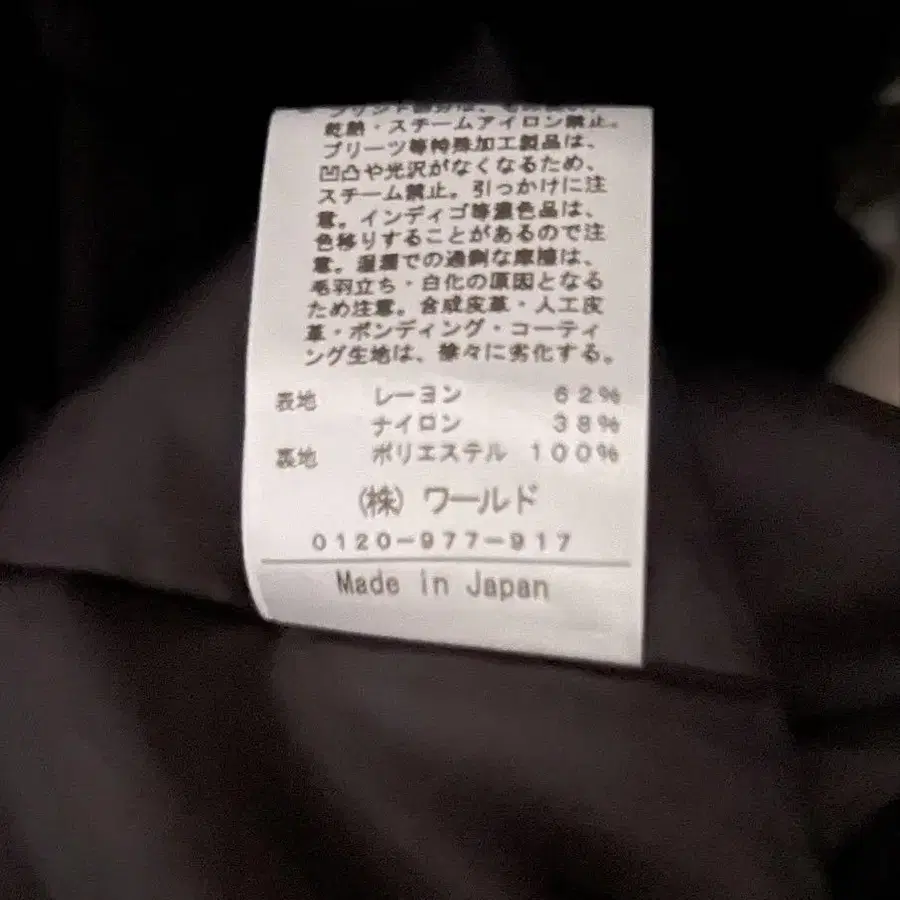 乾熱・スチームアイロン禁止。
プリーツ等特殊加工製品は、
凹凸や光沢がなくなるため、
スチーム禁止。引っかけに注
意。インディゴ等濃色品は、
色移りすることがあるので注
意。湿潤での過剰な摩擦は、
毛羽立ち・白化の原因となる
ため注意。合成皮革・人工皮
革・ボンディング・コーティ
ング生地は、徐々に劣化する。
表地 レーヨン 62%
ナイロン 38%
裏地 ポリエステル 100%
㈱ ワールド
0120-977-917
Made in Japan